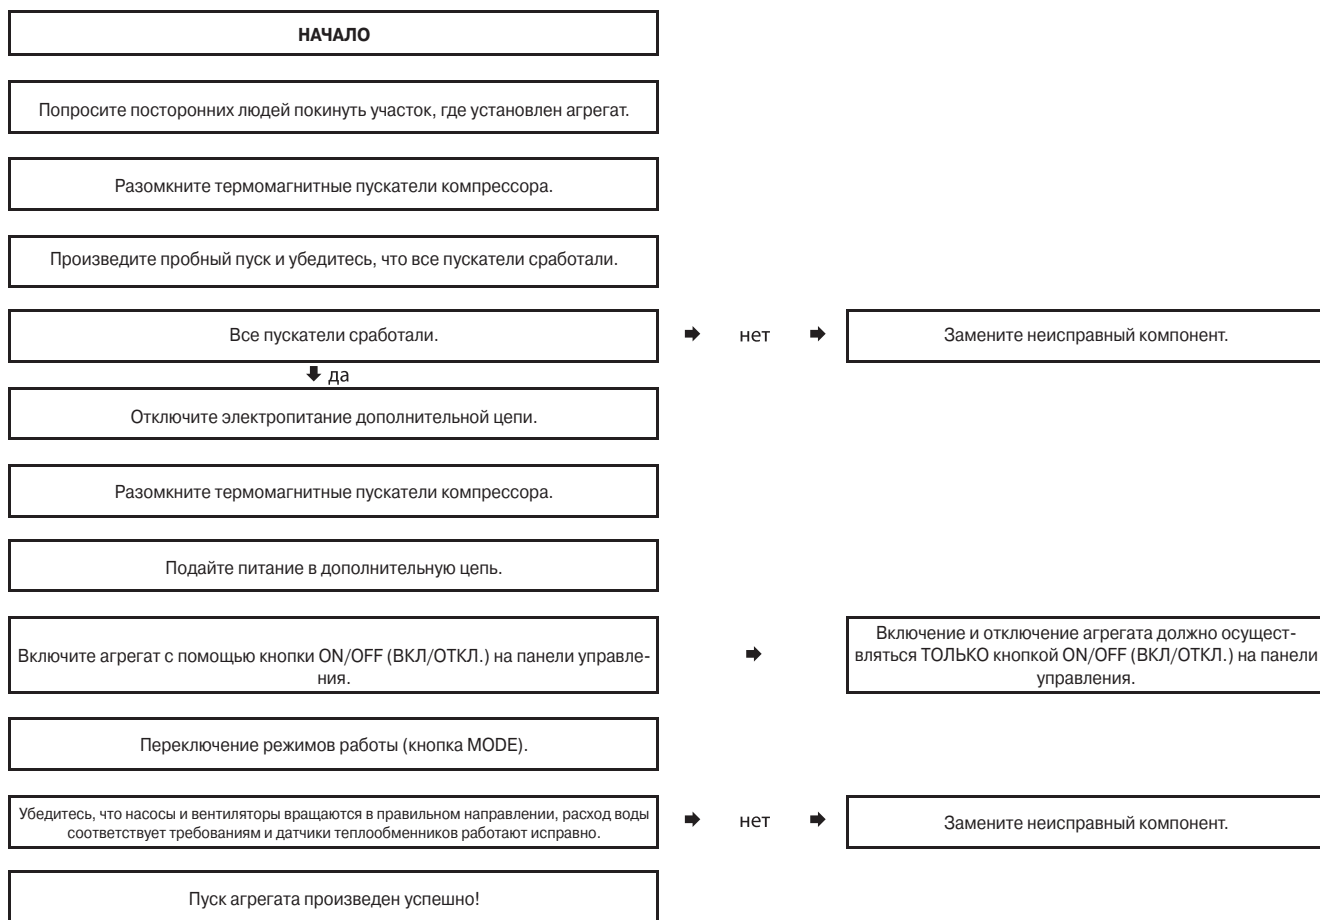 НАЧАЛО
Попросите посторонних людей покинуть участок, где установлен агрегат.
Разомкните термомагнитные пускатели компрессора.
Произведите пробный пуск и убедитесь, что все пускатели сработали.
Все пускатели сработали.
нет
Замените неисправный компонент.
да
Отключите электропитание дополнительной цепи.
Разомкните термомагнитные пускатели компрессора.
Подайте питание в дополнительную цепь.
Включите агрегат с помощью кнопки ON/OFF (ВКЛ/ОТКЛ.) на панели управле-
ния.
Включение и отключение агрегата должно осущест-
вляться ТОЛЬКО кнопкой ON/OFF (ВКЛ/ОТКЛ.) на панели
управления.
Переключение режимов работы (кнопка MODE).
Убедитесь, что насосы и вентиляторы вращаются в правильном направлении, расход воды
соответствует требованиям и датчики теплообменников работают исправно.
нет
Замените неисправный компонент.
Пуск агрегата произведен успешно!